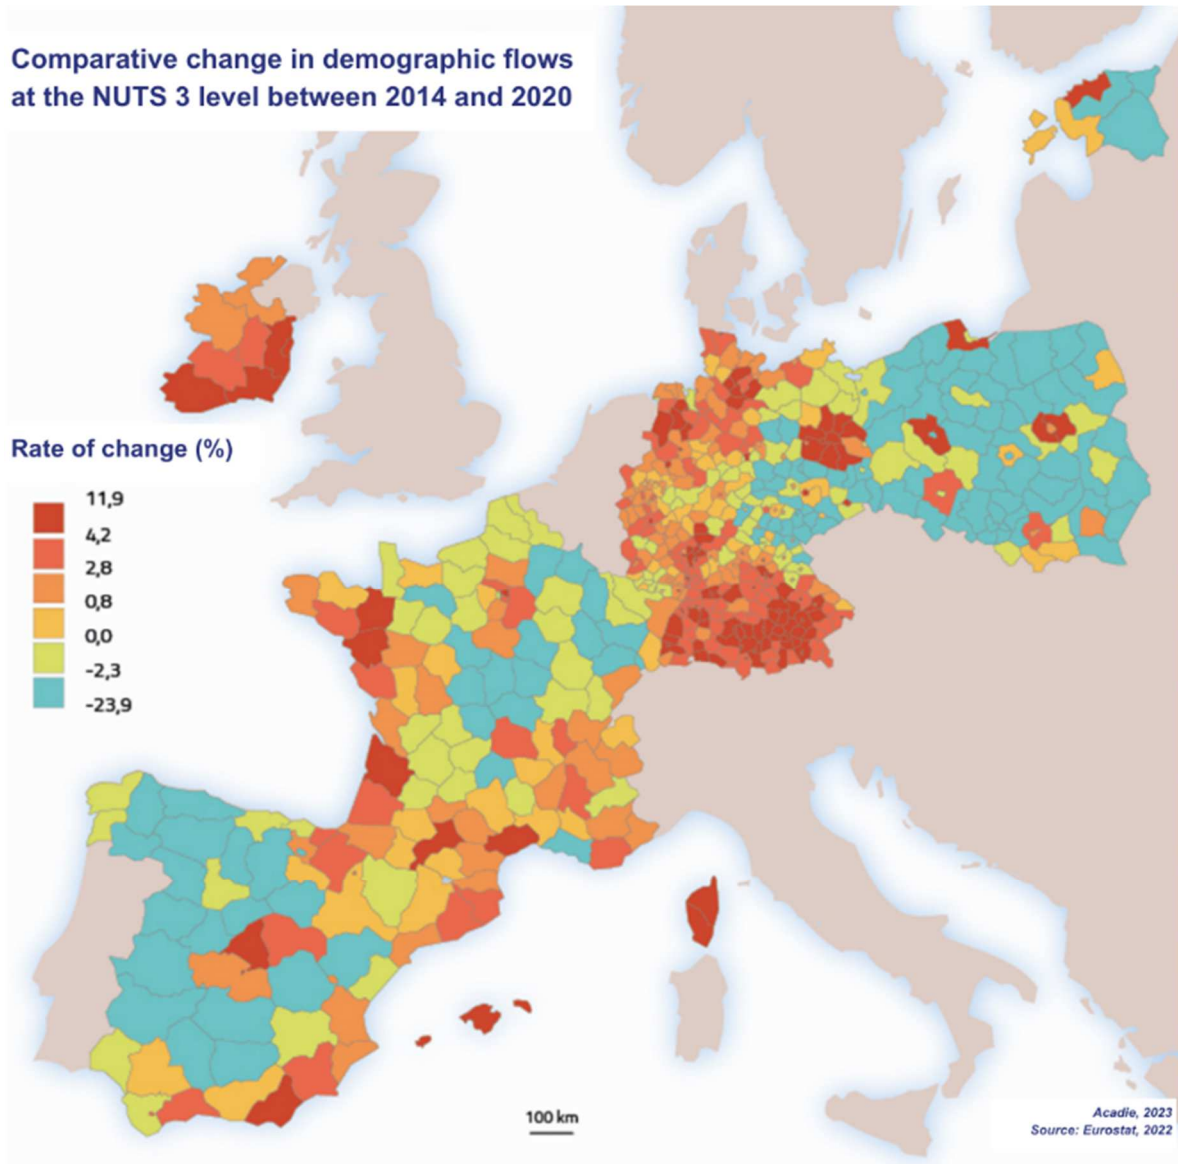 Comparative change in demographic flows
at the NUTS 3 level between 2014 and 2020
Rate of change (%)
11,9
4,2
2,8
0,8
0,0
-2,3
-23,9
100 km
Acadie, 2023
Source: Eurostat, 2022